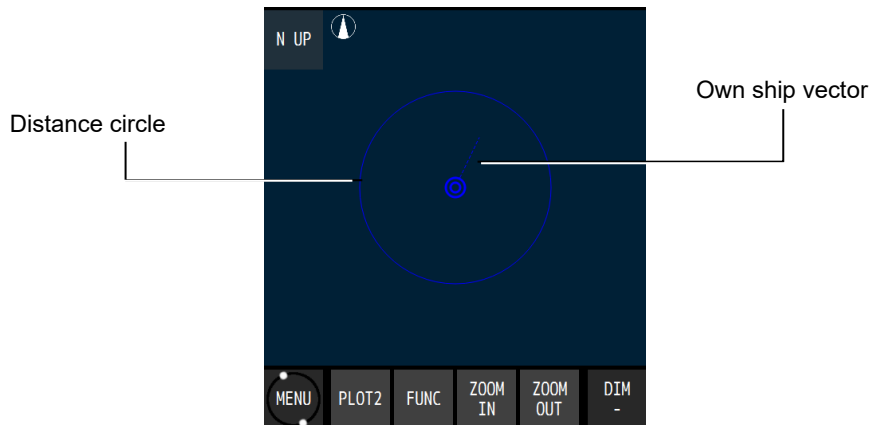 N UP
Own ship vector
Distance circle
MENU
PLOT2
FUNC
ZOOM
IN
ZOOM
OUT
DIM
-